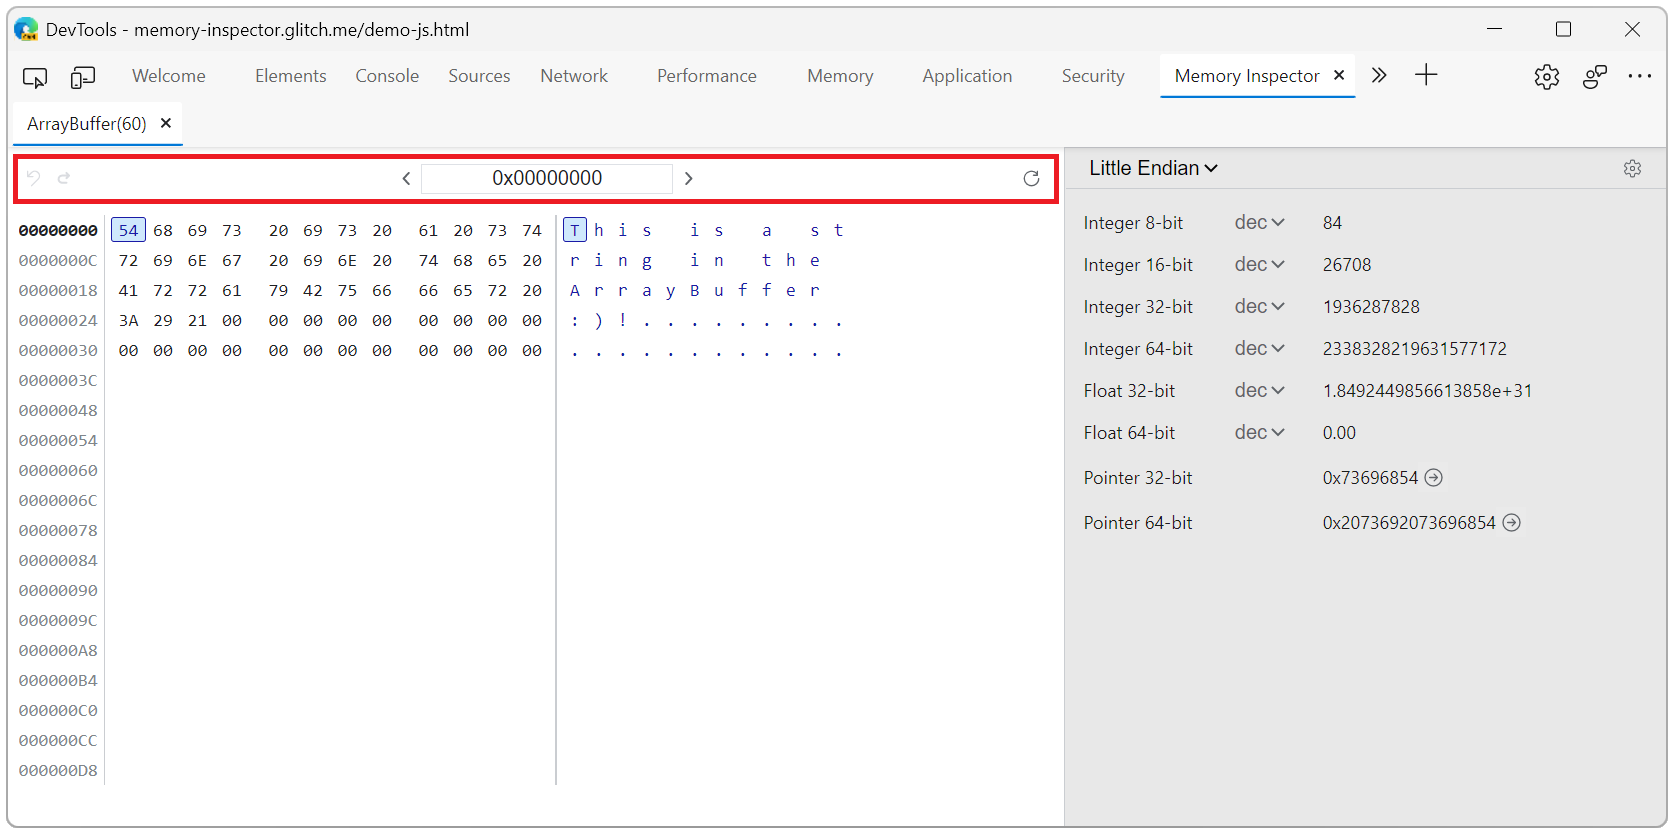 DevTools - memory-inspector.glitch.me/demo-js.html
Welcome Elements Console Sources Network Performance Memory Application Security Memory Inspector
ArrayBuffer(60)
0x00000000
Little Endian
00000000 54 68 69 73 20 69 73 20 61 20 73 74 T h i s i s a s t
0000000C 72 69 6E 67 20 69 6E 20 74 68 65 20 r i n g i n t h e
00000018 41 72 72 61 79 42 75 66 66 65 72 20 A r r a y B u f f e r
00000024 3A 29 21 00 00 00 00 00 00 00 00 00 : ) ! . . . . . . . . .
00000030 00 00 00 00 00 00 00 00 00 00 00 00 . . . . . . . . . . . .
0000003C
00000048
00000054
00000060
0000006C
00000078
00000084
00000090
0000009C
000000A8
000000B4
000000C0
000000CC
000000D8
Integer 8-bit dec 84
Integer 16-bit dec 26708
Integer 32-bit dec 1936287828
Integer 64-bit dec 2338328219631577172
Float 32-bit dec 1.8492449856613858e+31
Float 64-bit dec 0.00
Pointer 32-bit 0x73696854
Pointer 64-bit 0x2073692073696854